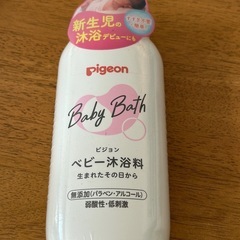 新生児の
沐浴デビューにも
Pigeon
Baby Bath
ピジョン
ベビー沐浴料
生まれたその日から
無添加(パラベン・アルコール)
弱酸性・低刺激